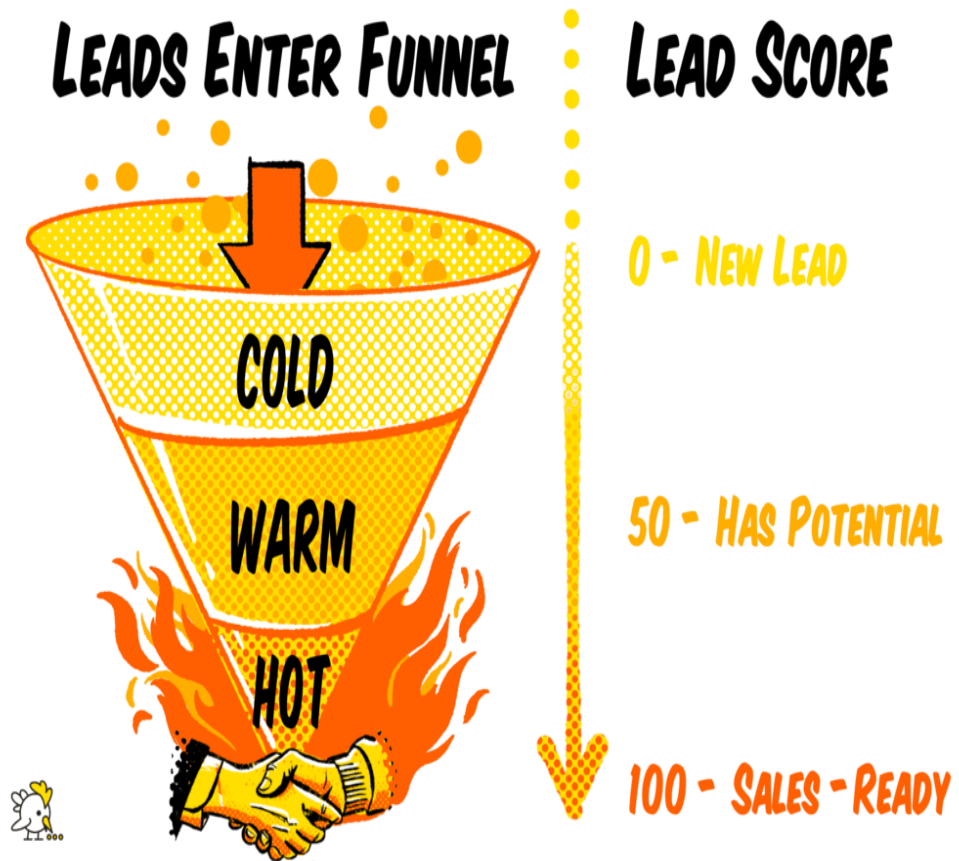 Leads Enter Funnel
Lead Score
0 - New Lead
Cold
50 - Has Potential
Warm
Hot
100 - Sales-Ready